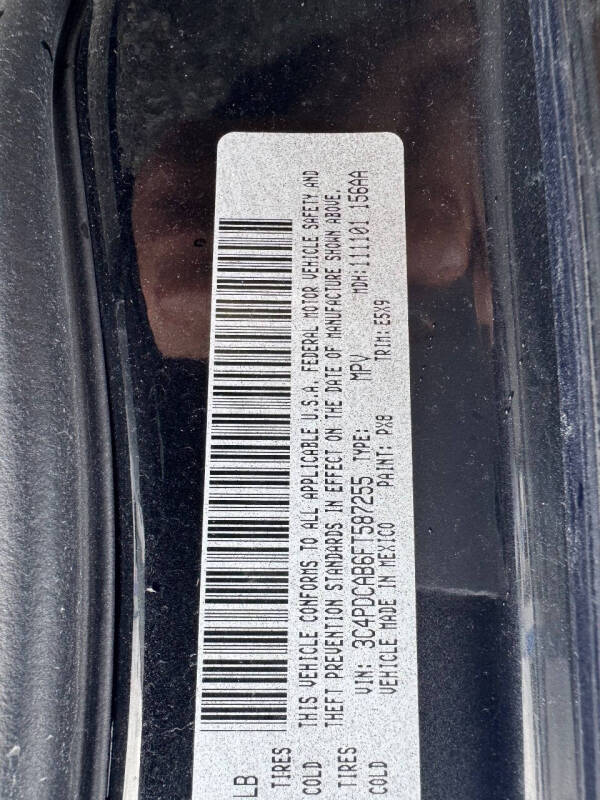 LB
TIRES
COLD
TIRES
COLD
THIS VEHICLE CONFORMS TO ALL APPLICABLE U.S.A. FEDERAL MOTOR VEHICLE SAFETY AND
THEFT PREVENTION STANDARDS IN EFFECT ON THE DATE OF MANUFACTURE SHOWN ABOVE.
VIN: 3C4PDCAB6FT587255 TYPE: MPV MDH:111101 156AA
VEHICLE MADE IN MEXICO PAINT: PX8 TRIM: E5X9